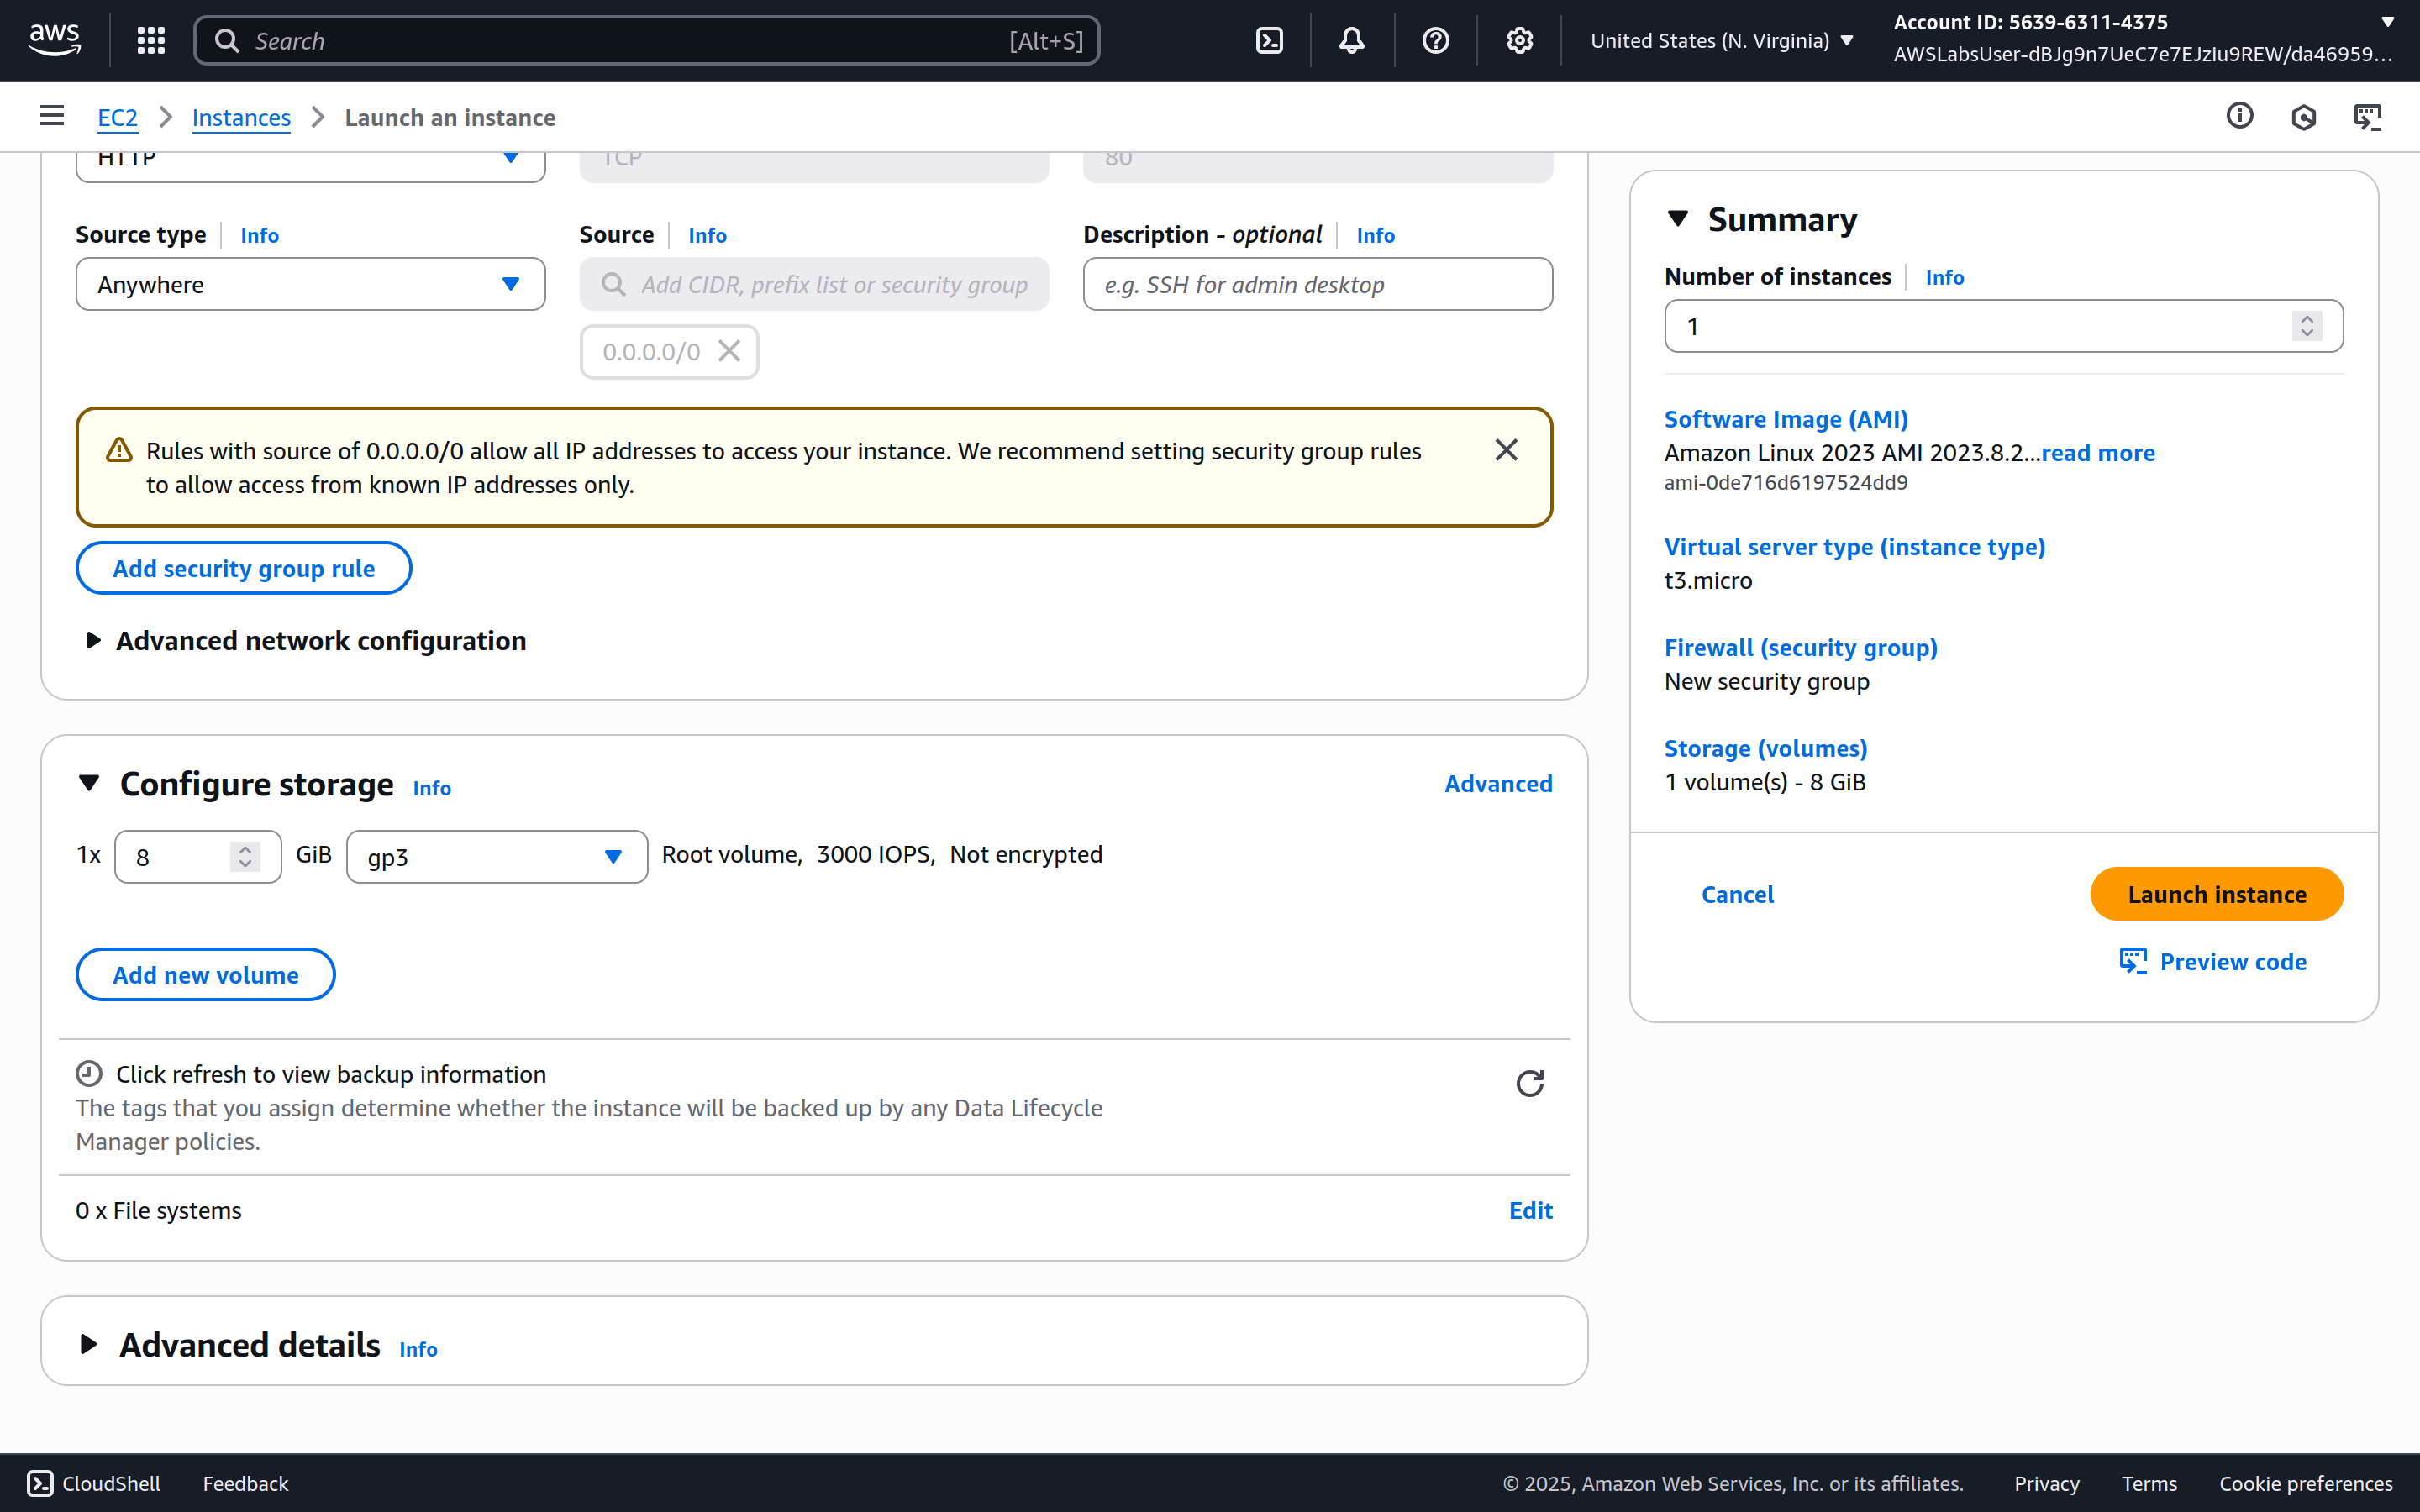 aws
Search [Alt+S]
United States (N. Virginia)
Account ID: 5639-6311-4375
AWSLabsUser-dBJg9n7UeC7e7EJziu9REW/da46959...
EC2 Instances Launch an instance
HTTP TCP 80
Source type Info Source Info Description - optional Info
Anywhere Add CIDR, prefix list or security group e.g. SSH for admin desktop
0.0.0.0/0
Rules with source of 0.0.0.0/0 allow all IP addresses to access your instance. We recommend setting security group rules
to allow access from known IP addresses only.
Add security group rule
Advanced network configuration
Configure storage Info Advanced
1x 8 GiB gp3 Root volume, 3000 IOPS, Not encrypted
Add new volume
Click refresh to view backup information
The tags that you assign determine whether the instance will be backed up by any Data Lifecycle
Manager policies.
0 x File systems Edit
Advanced details Info
Summary
Number of instances Info
1
Software Image (AMI)
Amazon Linux 2023 AMI 2023.8.2...read more
ami-0de716d6197524dd9
Virtual server type (instance type)
t3.micro
Firewall (security group)
New security group
Storage (volumes)
1 volume(s) - 8 GiB
Cancel Launch instance
Preview code
CloudShell Feedback © 2025, Amazon Web Services, Inc. or its affiliates. Privacy Terms Cookie preferences